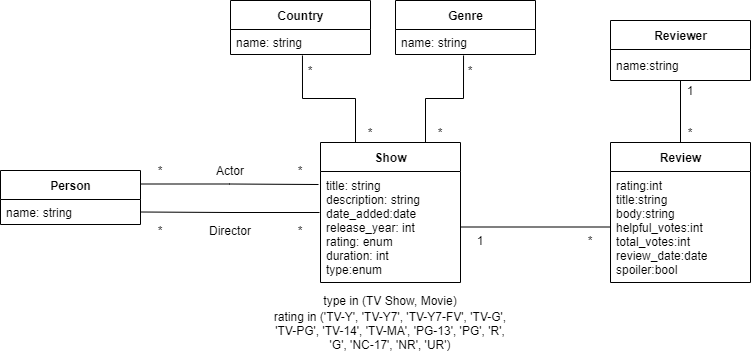 Country
name: string
Genre
name: string
Reviewer
name:string
*
*
1
*
*
*
Person
name: string
*
Actor
*
*
Director
*
Show
title: string
description: string
date_added:date
release_year: int
rating: enum
duration: int
type:enum
1
*
Review
rating:int
title:string
body:string
helpful_votes:int
total_votes:int
review_date:date
spoiler:bool
type in (TV Show, Movie)
rating in ('TV-Y', 'TV-Y7', 'TV-Y7-FV', 'TV-G',
'TV-PG', 'TV-14', 'TV-MA', 'PG-13', 'PG', 'R',
'G', 'NC-17', 'NR', 'UR')